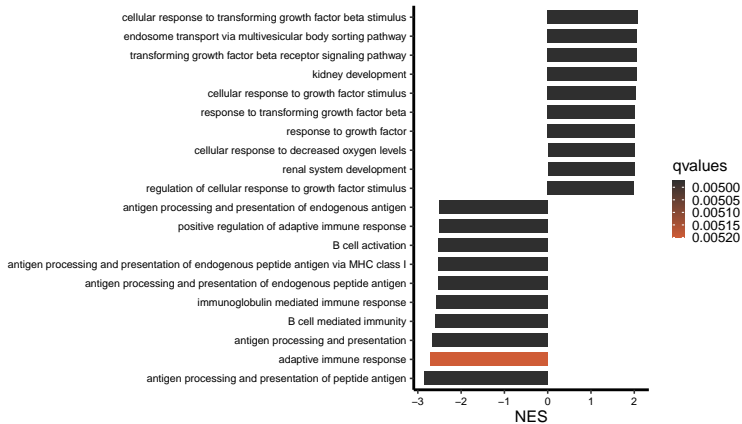 cellular response to transforming growth factor beta stimulus
endosome transport via multivesicular body sorting pathway
transforming growth factor beta receptor signaling pathway
kidney development
cellular response to growth factor stimulus
response to transforming growth factor beta
response to growth factor
cellular response to decreased oxygen levels
renal system development
regulation of cellular response to growth factor stimulus
antigen processing and presentation of endogenous antigen
positive regulation of adaptive immune response
B cell activation
antigen processing and presentation of endogenous peptide antigen via MHC class I
antigen processing and presentation of endogenous peptide antigen
immunoglobulin mediated immune response
B cell mediated immunity
antigen processing and presentation
adaptive immune response
antigen processing and presentation of peptide antigen
−3 −2 −1 0 1 2
NES
qvalues
0.00500
0.00505
0.00510
0.00515
0.00520